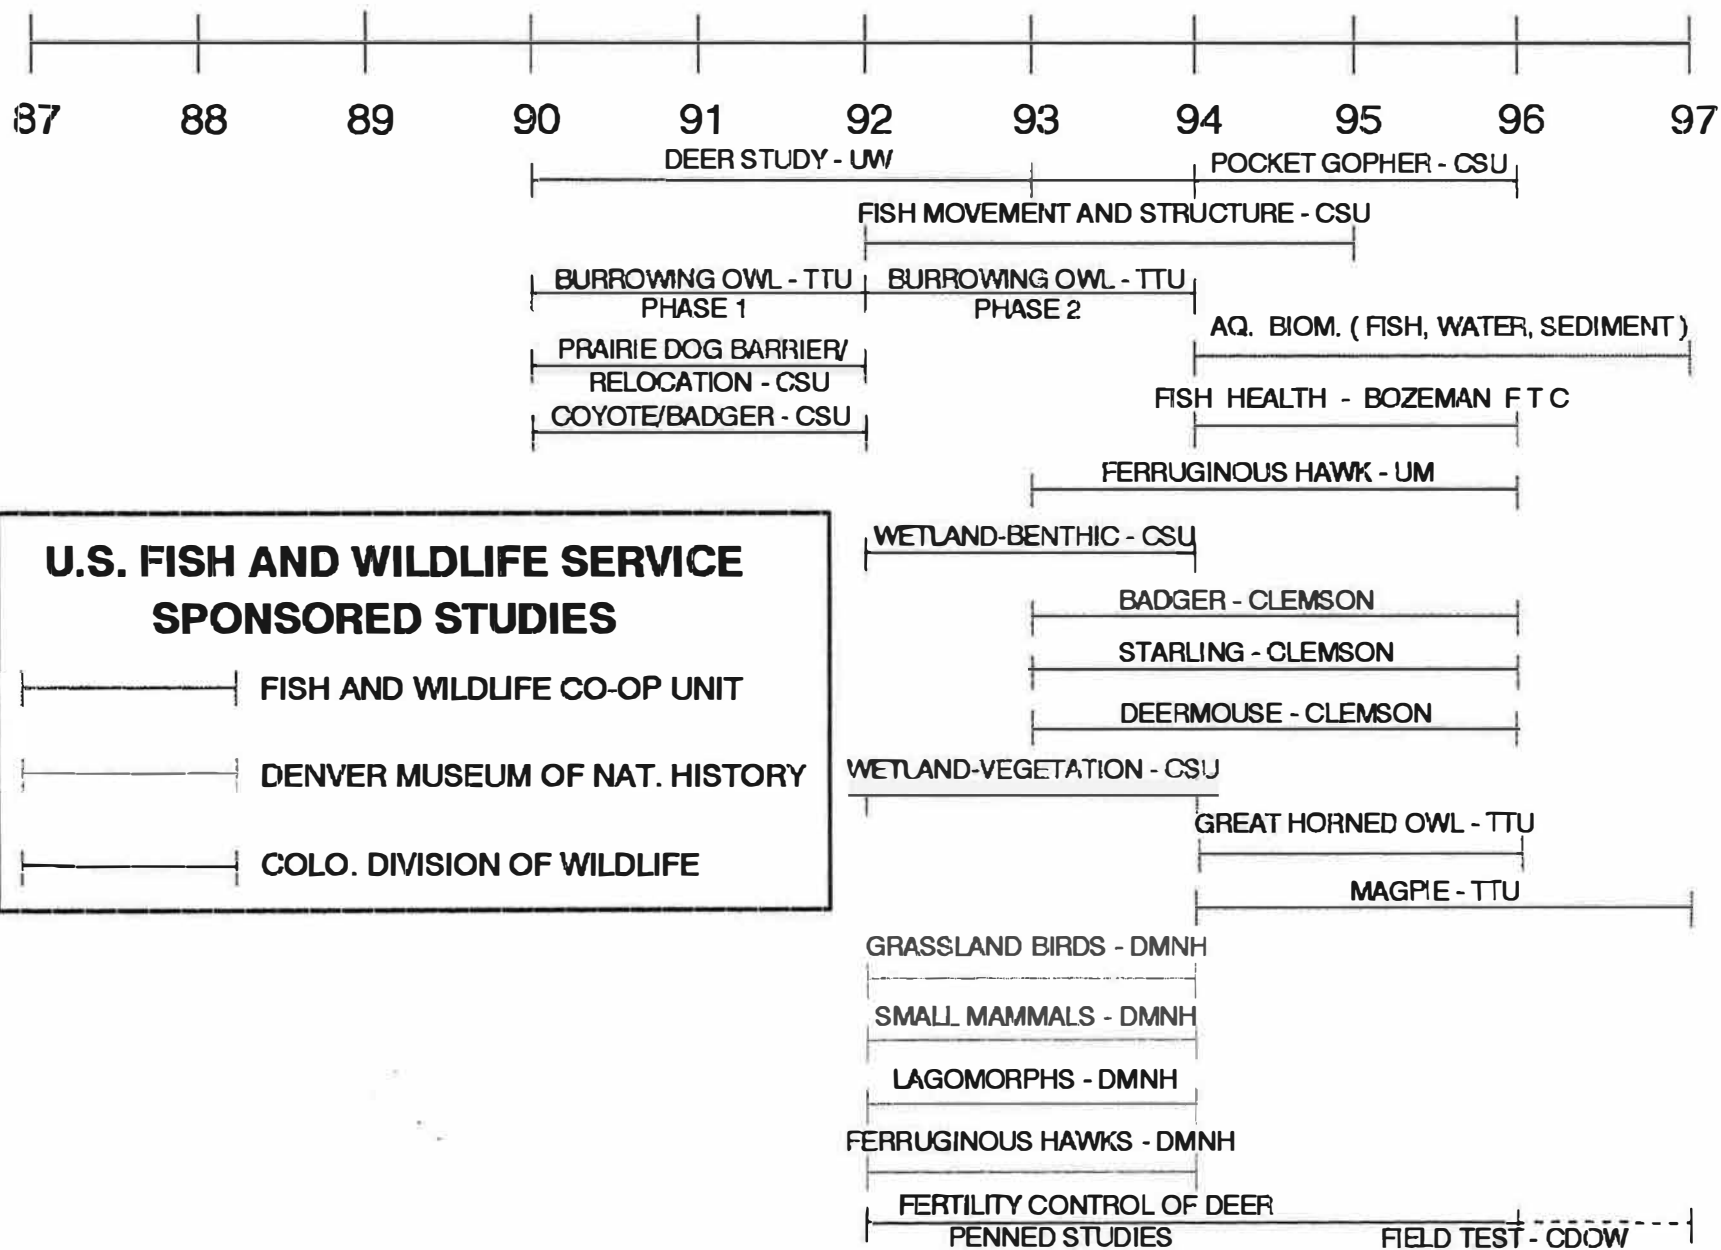 87 88 89 90 91 92 93 94 95 96 97
DEER STUDY - UW
POCKET GOPHER - CSU
FISH MOVEMENT AND STRUCTURE - CSU
BURROWING OWL - TTU
PHASE 1
BURROWING OWL - TTU
PHASE 2
AQ. BIOM. ( FISH, WATER, SEDIMENT )
PRAIRIE DOG BARRIER/
RELOCATION - CSU
COYOTE/BADGER - CSU
FISH HEALTH - BOZEMAN F T C
FERRUGINOUS HAWK - UM
WETLAND-BENTHIC - CSU
BADGER - CLEMSON
STARLING - CLEMSON
DEERMOUSE - CLEMSON
WETLAND-VEGETATION - CSU
GREAT HORNED OWL - TTU
MAGPIE - TTU
GRASSLAND BIRDS - DMNH
SMALL MAMMALS - DMNH
LAGOMORPHS - DMNH
FERRUGINOUS HAWKS - DMNH
FERTILITY CONTROL OF DEER
PENNED STUDIES
FIELD TEST - CDOW
U.S. FISH AND WILDLIFE SERVICE
SPONSORED STUDIES
FISH AND WILDLIFE CO-OP UNIT
DENVER MUSEUM OF NAT. HISTORY
COLO. DIVISION OF WILDLIFE